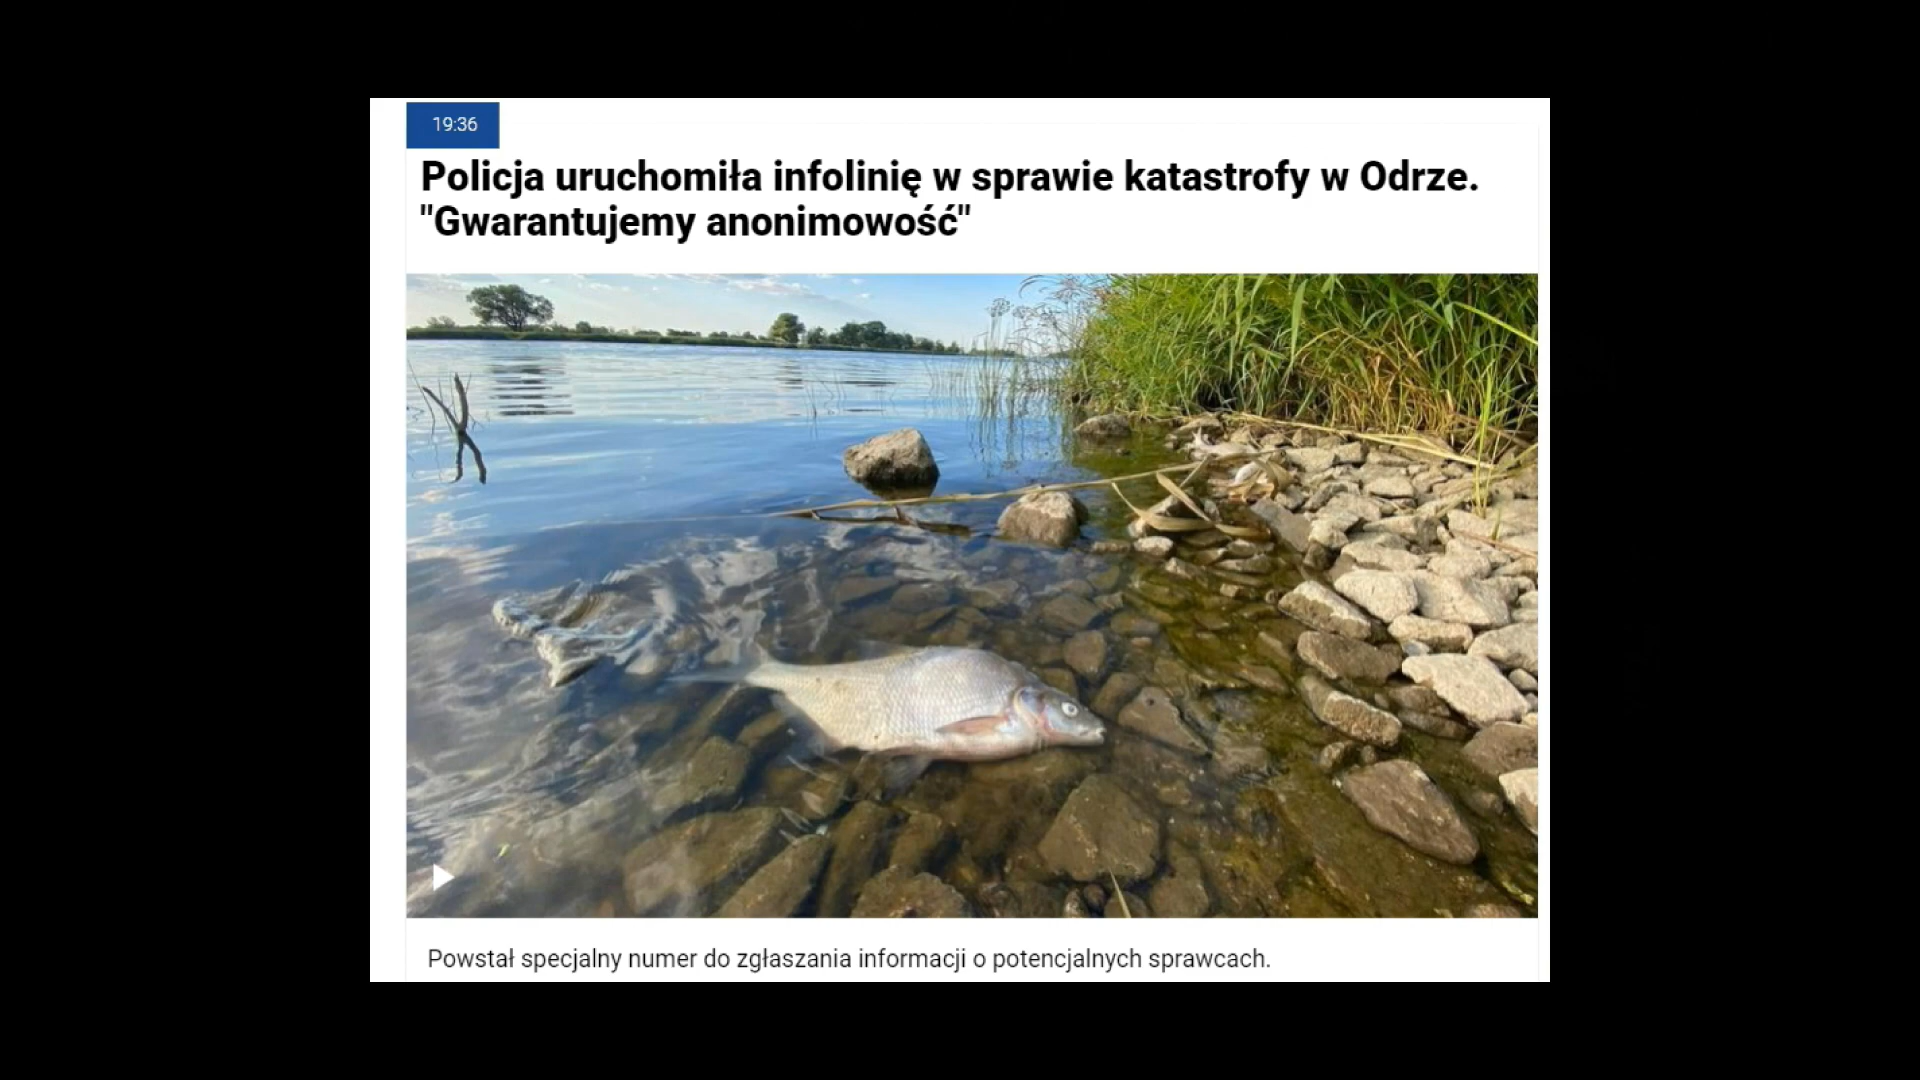 19:36
Policja uruchomiła infolinię w sprawie katastrofy w Odrze.
"Gwarantujemy anonimowość"
Powstał specjalny numer do zgłaszania informacji o potencjalnych sprawcach.